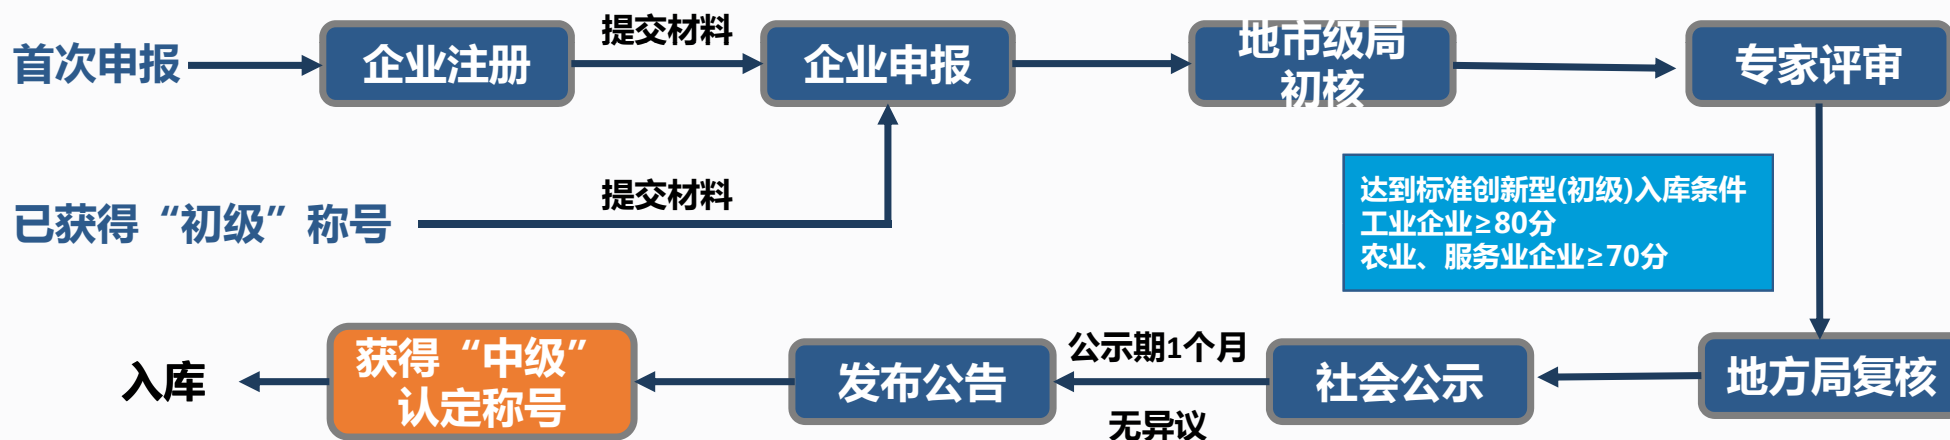 首次申报
企业注册
提交材料
企业申报
地市级局
初核
专家评审
已获得“初级”称号
提交材料
达到标准创新型(初级)入库条件
工业企业≥80分
农业、服务业企业≥70分
地方局复核
社会公示
公示期1个月
无异议
发布公告
获得“中级”
认定称号
入库